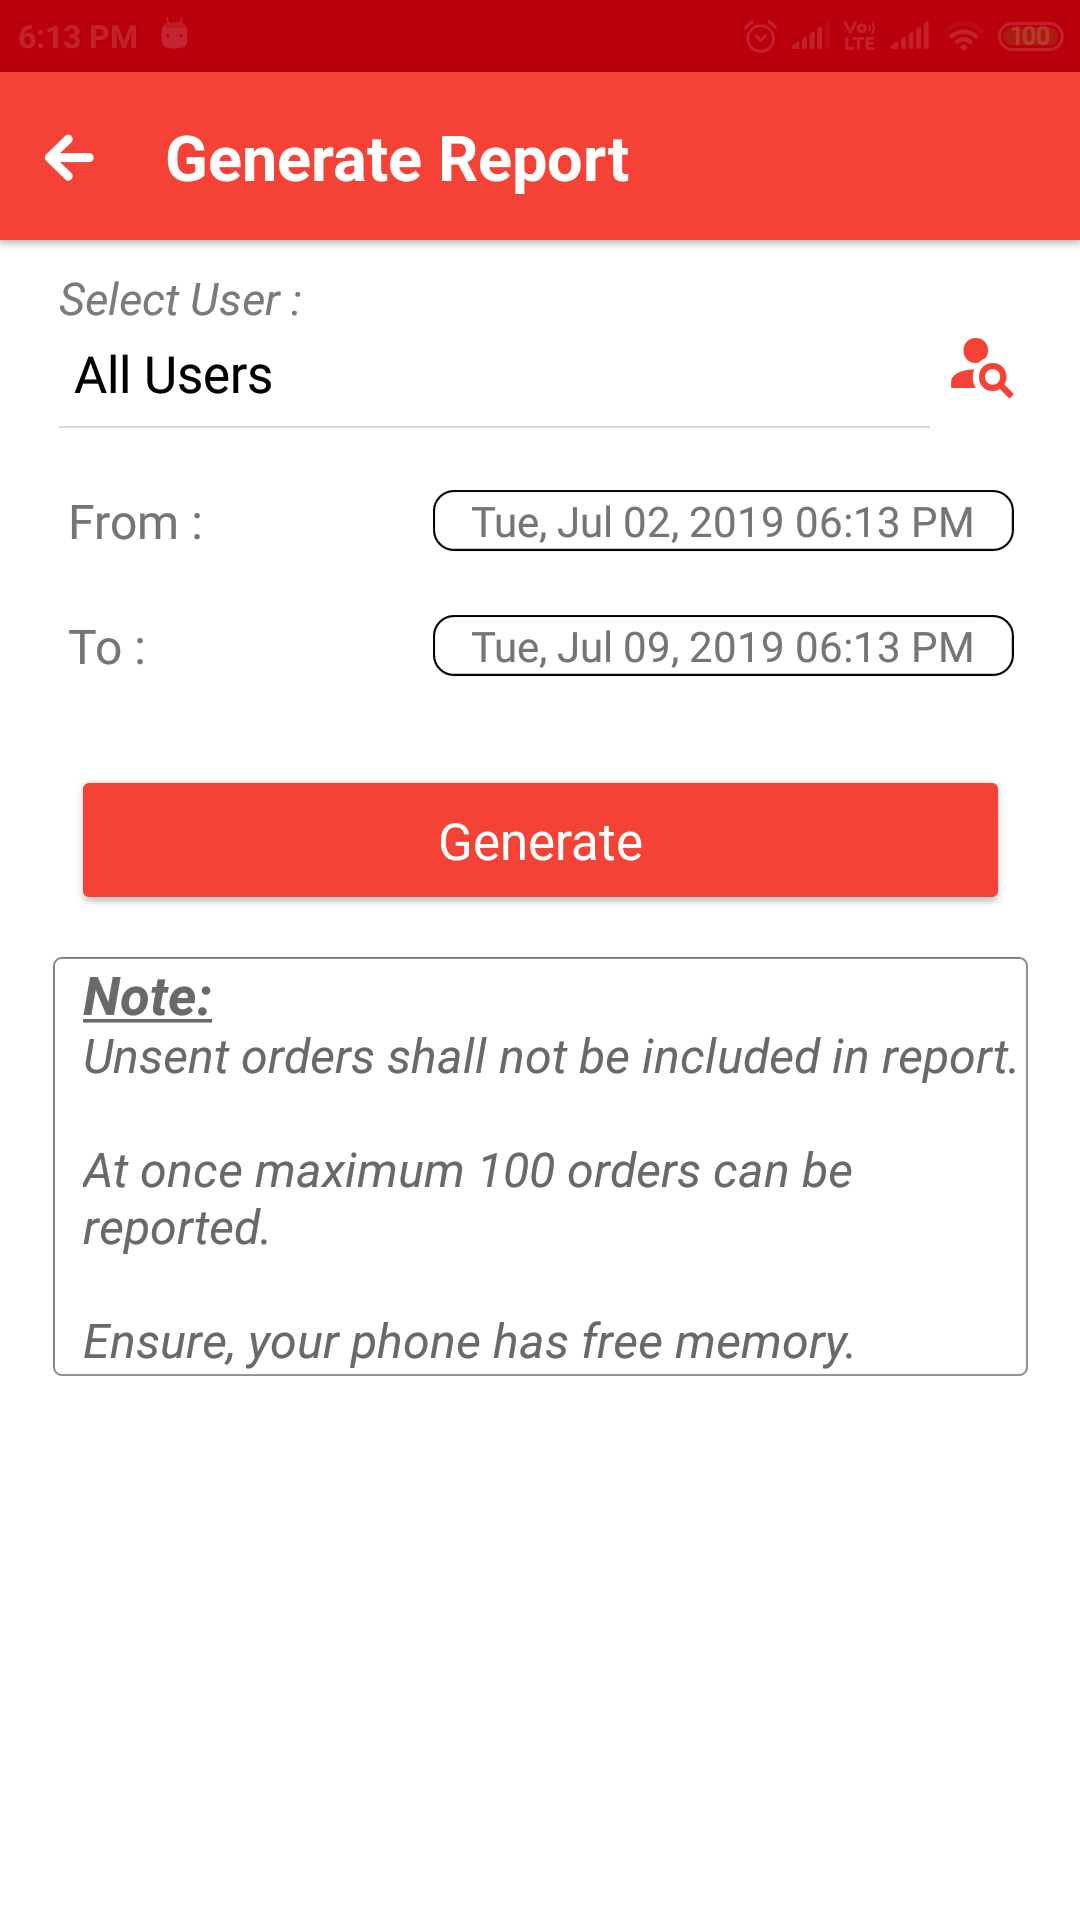 6:13 PM VoLTE 100
Generate Report
Select User :
All Users
From : Tue, Jul 02, 2019 06:13 PM
To : Tue, Jul 09, 2019 06:13 PM
Generate
Note:
Unsent orders shall not be included in report.
At once maximum 100 orders can be
reported.
Ensure, your phone has free memory.